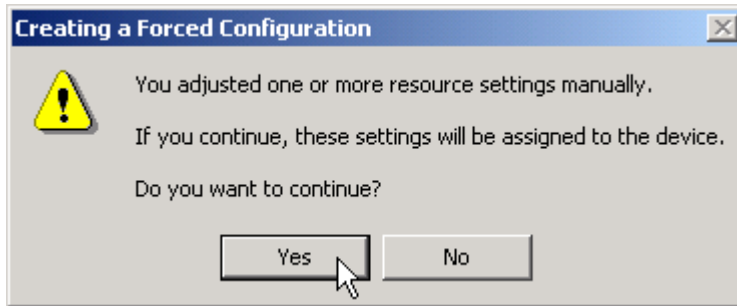 Creating a Forced Configuration
You adjusted one or more resource settings manually.
If you continue, these settings will be assigned to the device.
Do you want to continue?
Yes
No